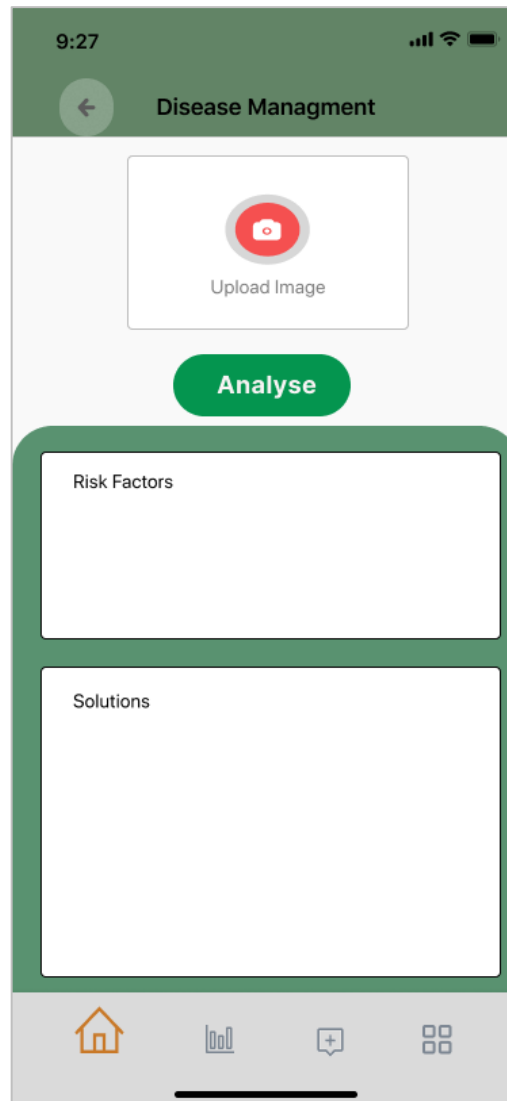 9:27
Disease Managment
Upload Image
Analyse
Risk Factors
Solutions